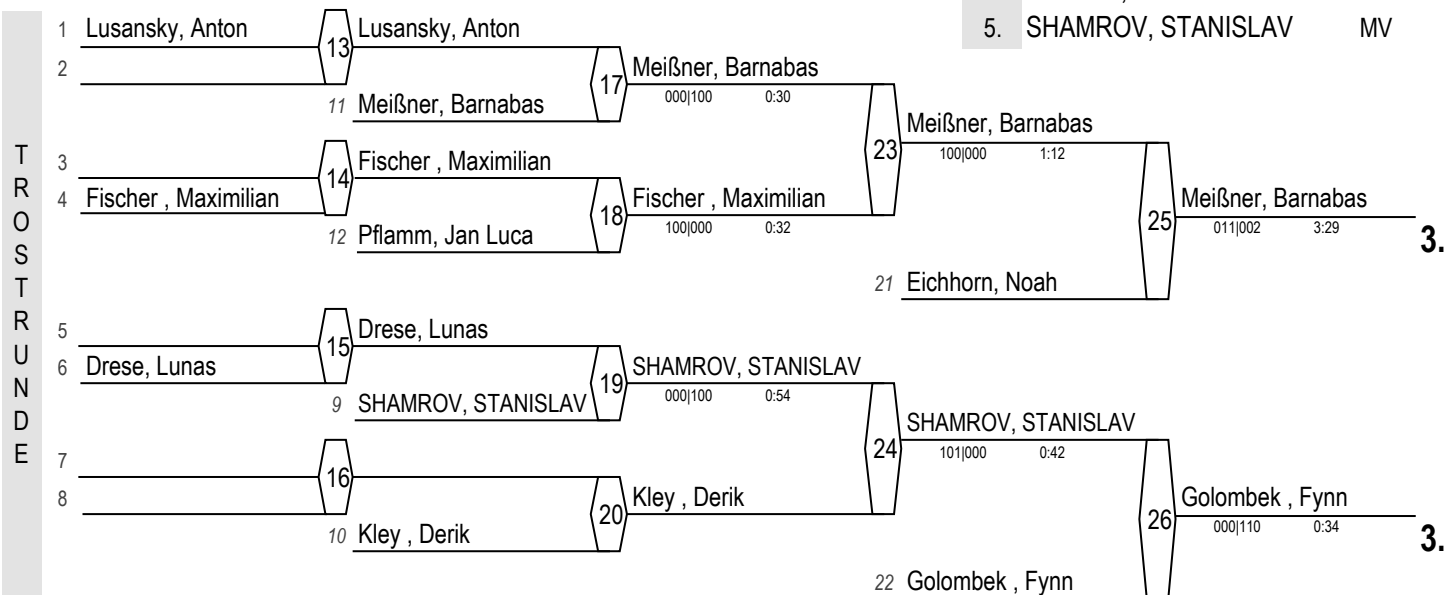 5. SHAMROV, STANISLAV MV
TROSTRUNDE
1 Lusansky, Anton
2
13 Lusansky, Anton
11 Meißner, Barnabas
17 Meißner, Barnabas
000|100 0:30
3
4 Fischer , Maximilian
14 Fischer , Maximilian
12 Pflamm, Jan Luca
18 Fischer , Maximilian
100|000 0:32
23 Meißner, Barnabas
100|000 1:12
21 Eichhorn, Noah
25 Meißner, Barnabas
011|002 3:29
3.
5
6 Drese, Lunas
15 Drese, Lunas
9 SHAMROV, STANISLAV
19 SHAMROV, STANISLAV
000|100 0:54
7
8
16
10 Kley , Derik
20 Kley , Derik
24 SHAMROV, STANISLAV
101|000 0:42
22 Golombek , Fynn
26 Golombek , Fynn
000|110 0:34
3.